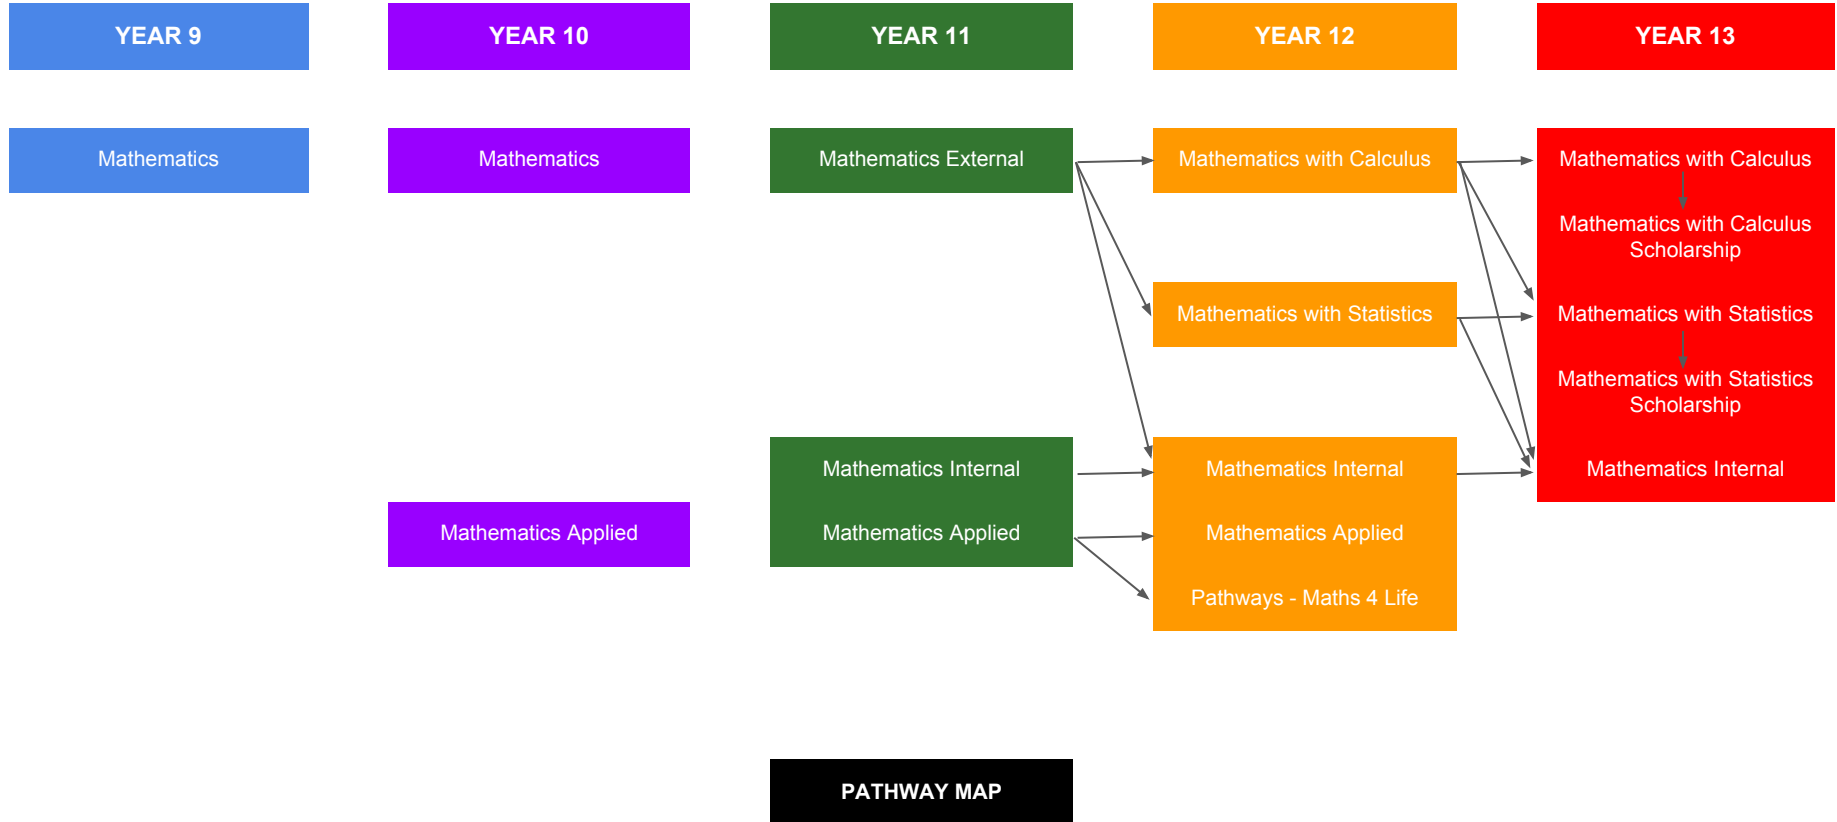 YEAR 9
YEAR 10
YEAR 11
YEAR 12
YEAR 13
Mathematics
Mathematics
Mathematics External
Mathematics with Calculus
Mathematics with Calculus
Mathematics with Calculus
Scholarship
Mathematics with Statistics
Mathematics with Statistics
Mathematics with Statistics
Scholarship
Mathematics Internal
Mathematics Internal
Mathematics Internal
Mathematics Applied
Mathematics Applied
Mathematics Applied
Pathways - Maths 4 Life
PATHWAY MAP